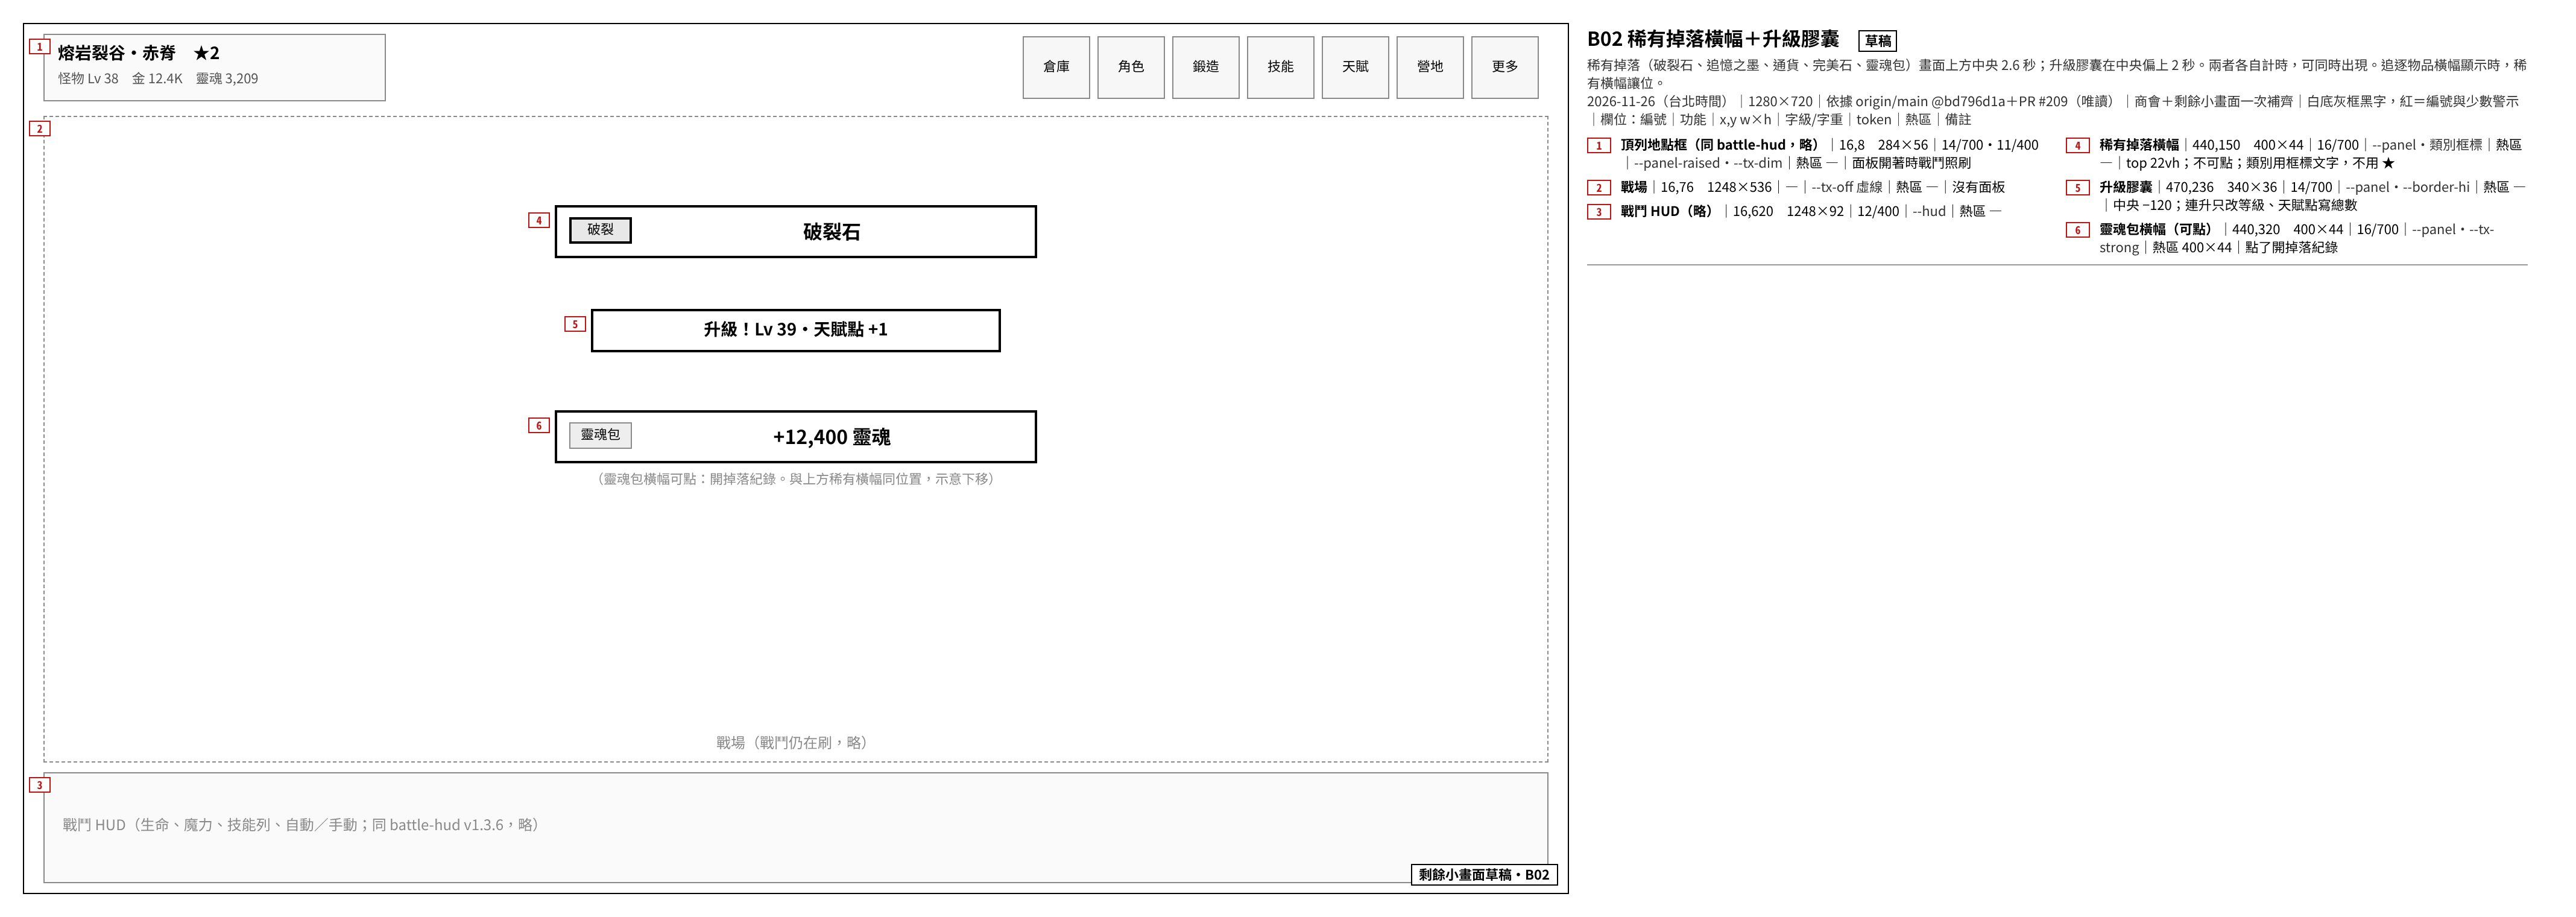 1
熔岩裂谷・赤脊　★2
怪物 Lv 38　金 12.4K　靈魂 3,209
倉庫
角色
鍛造
技能
天賦
營地
更多
2
4
破裂
破裂石
5
升級！Lv 39・天賦點 +1
6
靈魂包
+12,400 靈魂
（靈魂包橫幅可點：開掉落紀錄。與上方稀有橫幅同位置，示意下移）
戰場（戰鬥仍在刷，略）
3
戰鬥 HUD（生命、魔力、技能列、自動／手動；同 battle-hud v1.3.6，略）
剩餘小畫面草稿・B02
B02 稀有掉落橫幅＋升級膠囊
草稿
稀有掉落（破裂石、追憶之墨、通貨、完美石、靈魂包）畫面上方中央 2.6 秒；升級膠囊在中央偏上 2 秒。兩者各自計時，可同時出現。追逐物品橫幅顯示時，稀
有橫幅讓位。
2026-11-26（台北時間）｜1280×720｜依據 origin/main @bd796d1a＋PR #209（唯讀）｜商會＋剩餘小畫面一次補齊｜白底灰框黑字，紅＝編號與少數警示
｜欄位：編號｜功能｜x,y w×h｜字級/字重｜token｜熱區｜備註
1
頂列地點框（同 battle-hud，略）｜16,8　284×56｜14/700・11/400
｜--panel-raised・--tx-dim｜熱區 —｜面板開著時戰鬥照刷
2
戰場｜16,76　1248×536｜—｜--tx-off 虛線｜熱區 —｜沒有面板
3
戰鬥 HUD（略）｜16,620　1248×92｜12/400｜--hud｜熱區 —
4
稀有掉落橫幅｜440,150　400×44｜16/700｜--panel・類別框標｜熱區
—｜top 22vh；不可點；類別用框標文字，不用 ★
5
升級膠囊｜470,236　340×36｜14/700｜--panel・--border-hi｜熱區 —
｜中央 −120；連升只改等級、天賦點寫總數
6
靈魂包橫幅（可點）｜440,320　400×44｜16/700｜--panel・--tx-
strong｜熱區 400×44｜點了開掉落紀錄